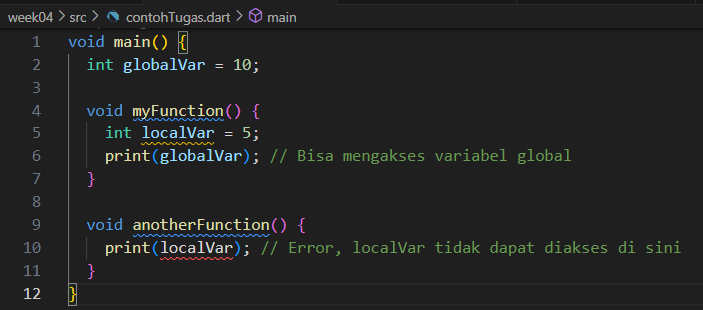 week04 > src > contohTugas.dart > main
1 void main() {
2   int globalVar = 10;
3
4   void myFunction() {
5     int localVar = 5;
6     print(globalVar); // Bisa mengakses variabel global
7   }
8
9   void anotherFunction() {
10     print(localVar); // Error, localVar tidak dapat diakses di sini
11   }
12 }